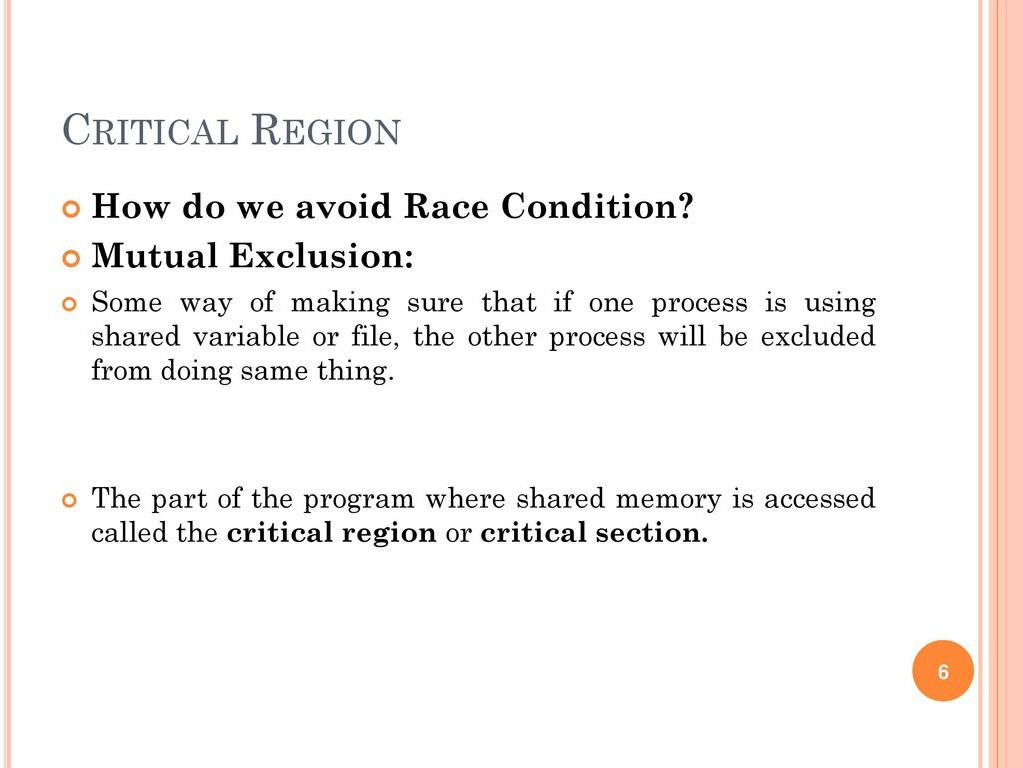 CRITICAL REGION
How do we avoid Race Condition?
Mutual Exclusion:
Some way of making sure that if one process is using
shared variable or file, the other process will be excluded
from doing same thing.
The part of the program where shared memory is accessed
called the critical region or critical section.
6